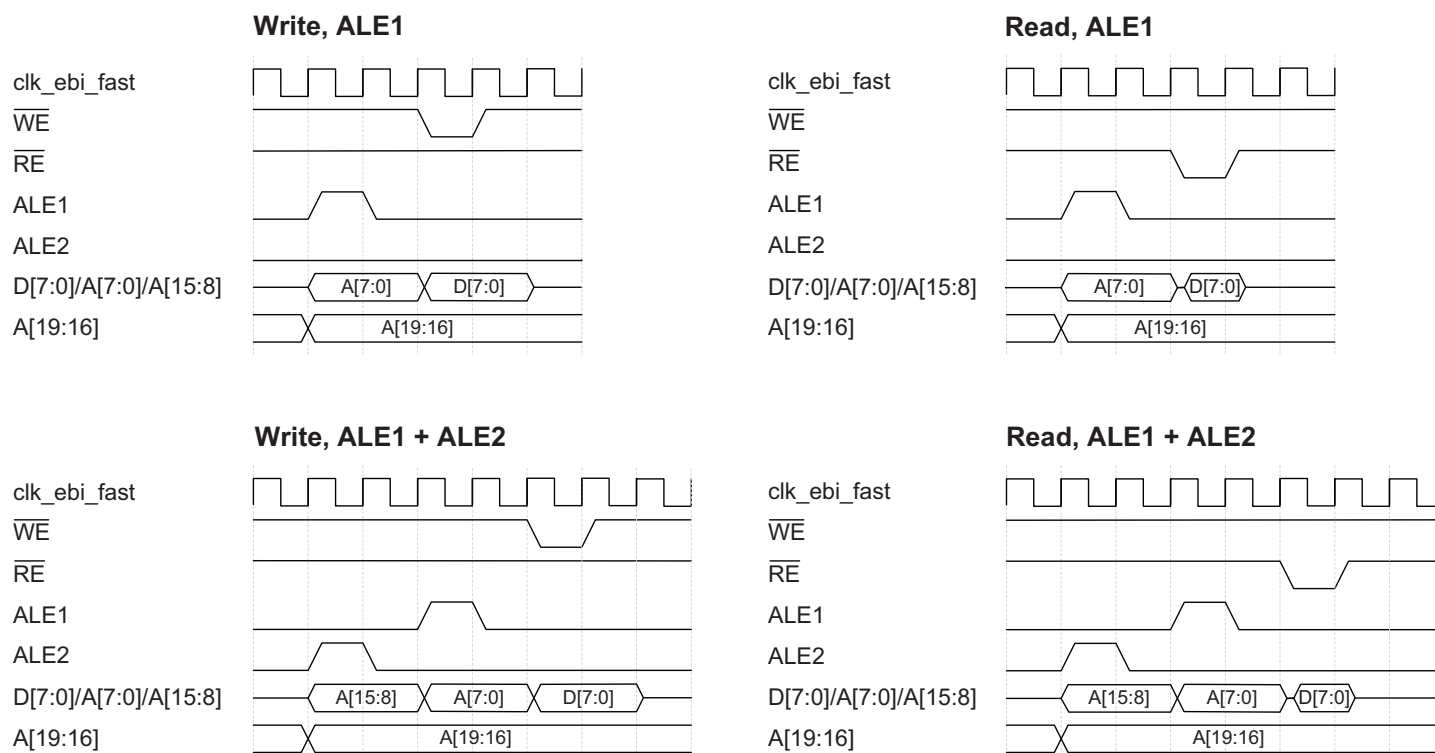 Write, ALE1
clk_ebi_fast
WE
RE
ALE1
ALE2
D[7:0]/A[7:0]/A[15:8] A[7:0] D[7:0]
A[19:16] A[19:16]
Read, ALE1
clk_ebi_fast
WE
RE
ALE1
ALE2
D[7:0]/A[7:0]/A[15:8] A[7:0] D[7:0]
A[19:16] A[19:16]
Write, ALE1 + ALE2
clk_ebi_fast
WE
RE
ALE1
ALE2
D[7:0]/A[7:0]/A[15:8] A[15:8] A[7:0] D[7:0]
A[19:16] A[19:16]
Read, ALE1 + ALE2
clk_ebi_fast
WE
RE
ALE1
ALE2
D[7:0]/A[7:0]/A[15:8] A[15:8] A[7:0] D[7:0]
A[19:16] A[19:16]